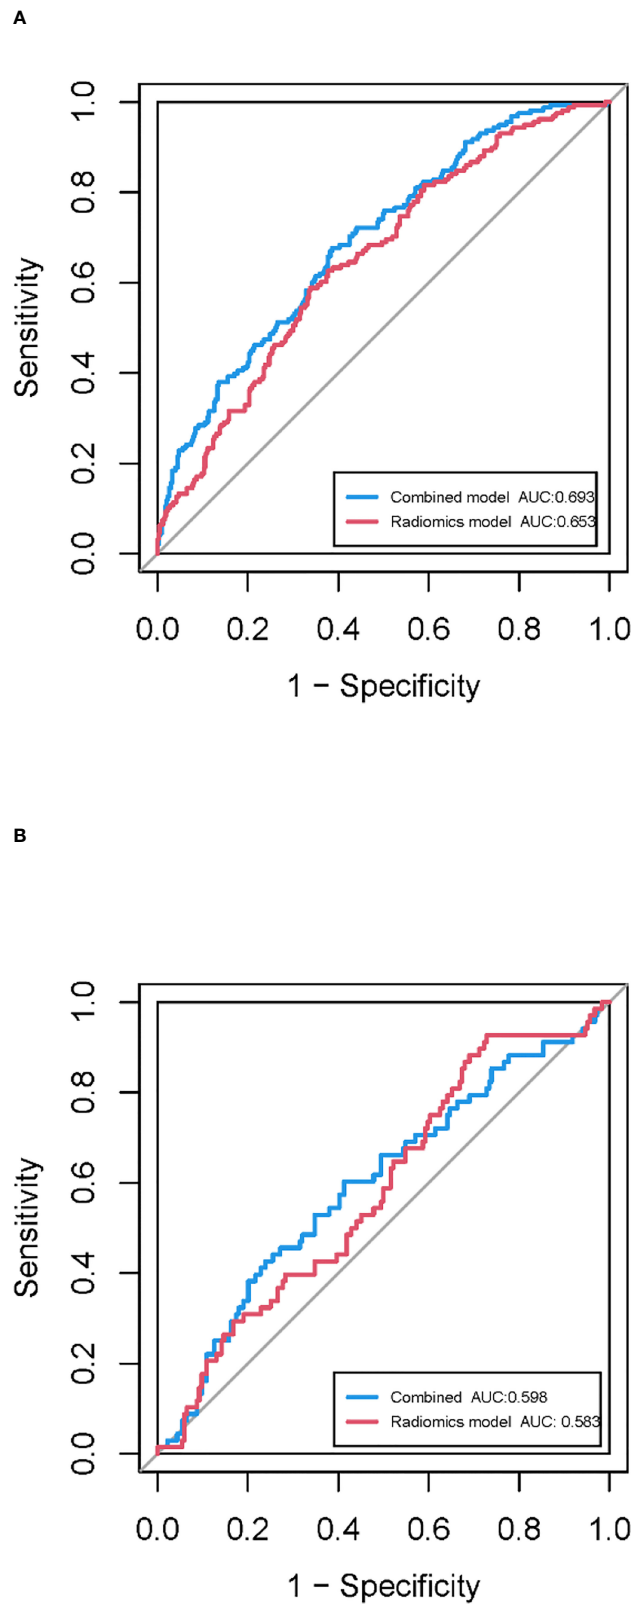 A
1.0
0.8
0.6
0.4
0.2
0.0
Sensitivity
Combined model AUC:0.693
Radiomics model AUC:0.653
0.0 0.2 0.4 0.6 0.8 1.0
1 − Specificity
B
1.0
0.8
0.6
0.4
0.2
0.0
Sensitivity
Combined AUC:0.598
Radiomics model AUC: 0.583
0.0 0.2 0.4 0.6 0.8 1.0
1 − Specificity